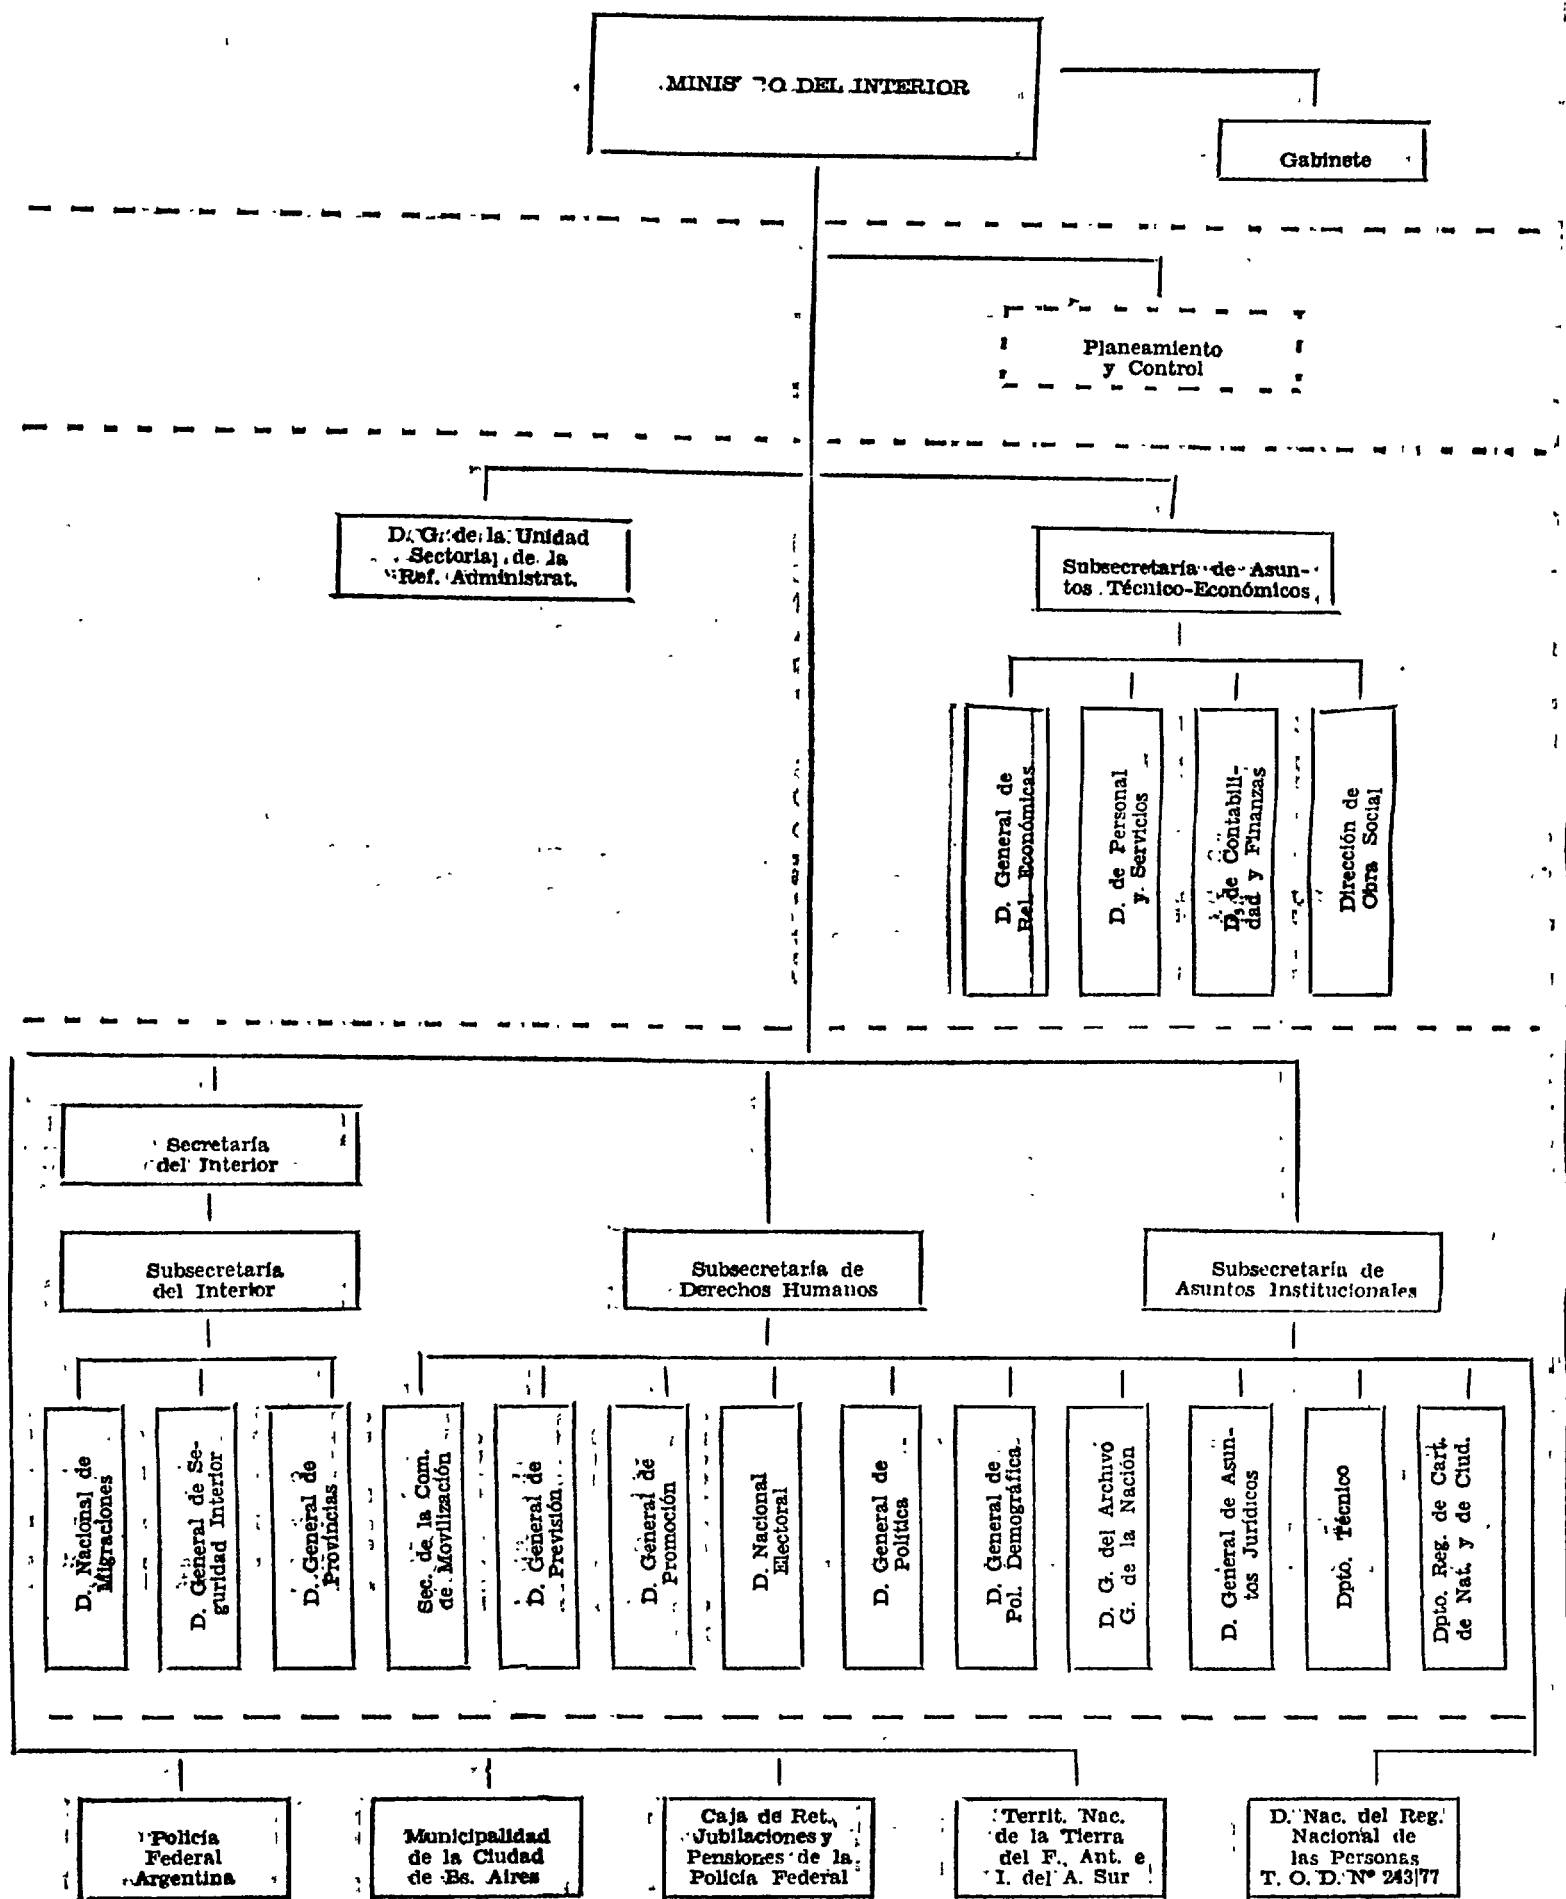 MINIS RO DEL INTERIOR
Gabinete
Planeamiento
y Control
D. G. de la Unidad
Sectorial de la
Ref. Administrat.
Subsecretaría de Asun-
tos Técnico-Económicos
D. General de
Rel. Económicas
D. de Personal
y Servicios
D. de Contabili-
dad y Finanzas
Dirección de
Obra Social
Secretaría
del Interior
Subsecretaría
del Interior
Subsecretaría de
Derechos Humanos
Subsecretaría de
Asuntos Institucionales
D. Nacional de
Migraciones
D. General de Se-
guridad Interior
D. General de
Provincias
Sec. de la Com.
de Movilización
D. General de
Previsión
D. General de
Promoción
D. Nacional
Electoral
D. General de
Política
D. General de
Pol. Demográfica
D. G. del Archivo
G. de la Nación
D. General de Asun-
tos Jurídicos
Dpto. Técnico
Dpto. Reg. de Cart.
de Nat. y de Ciud.
Policía
Federal
Argentina
Municipalidad
de la Ciudad
de Bs. Aires
Caja de Ret.
Jubilaciones y
Pensiones de la
Policía Federal
Territ. Nac.
de la Tierra
del F., Ant. e
I. del A. Sur
D. Nac. del Reg.
Nacional de
las Personas
T. O. D. Nº 243|77